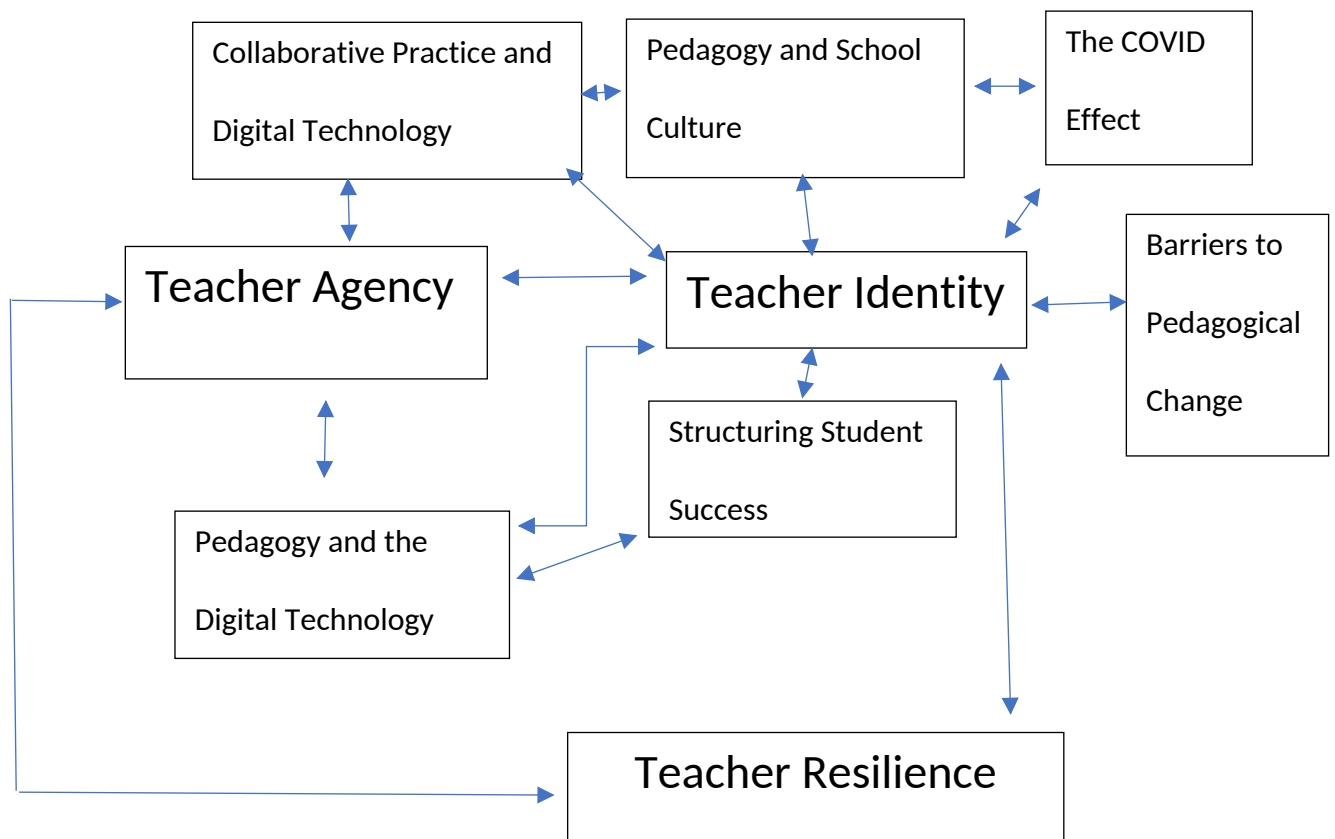 Collaborative Practice and
Digital Technology
Pedagogy and School
Culture
The COVID
Effect
Teacher Agency
Teacher Identity
Barriers to
Pedagogical
Change
Structuring Student
Success
Pedagogy and the
Digital Technology
Teacher Resilience